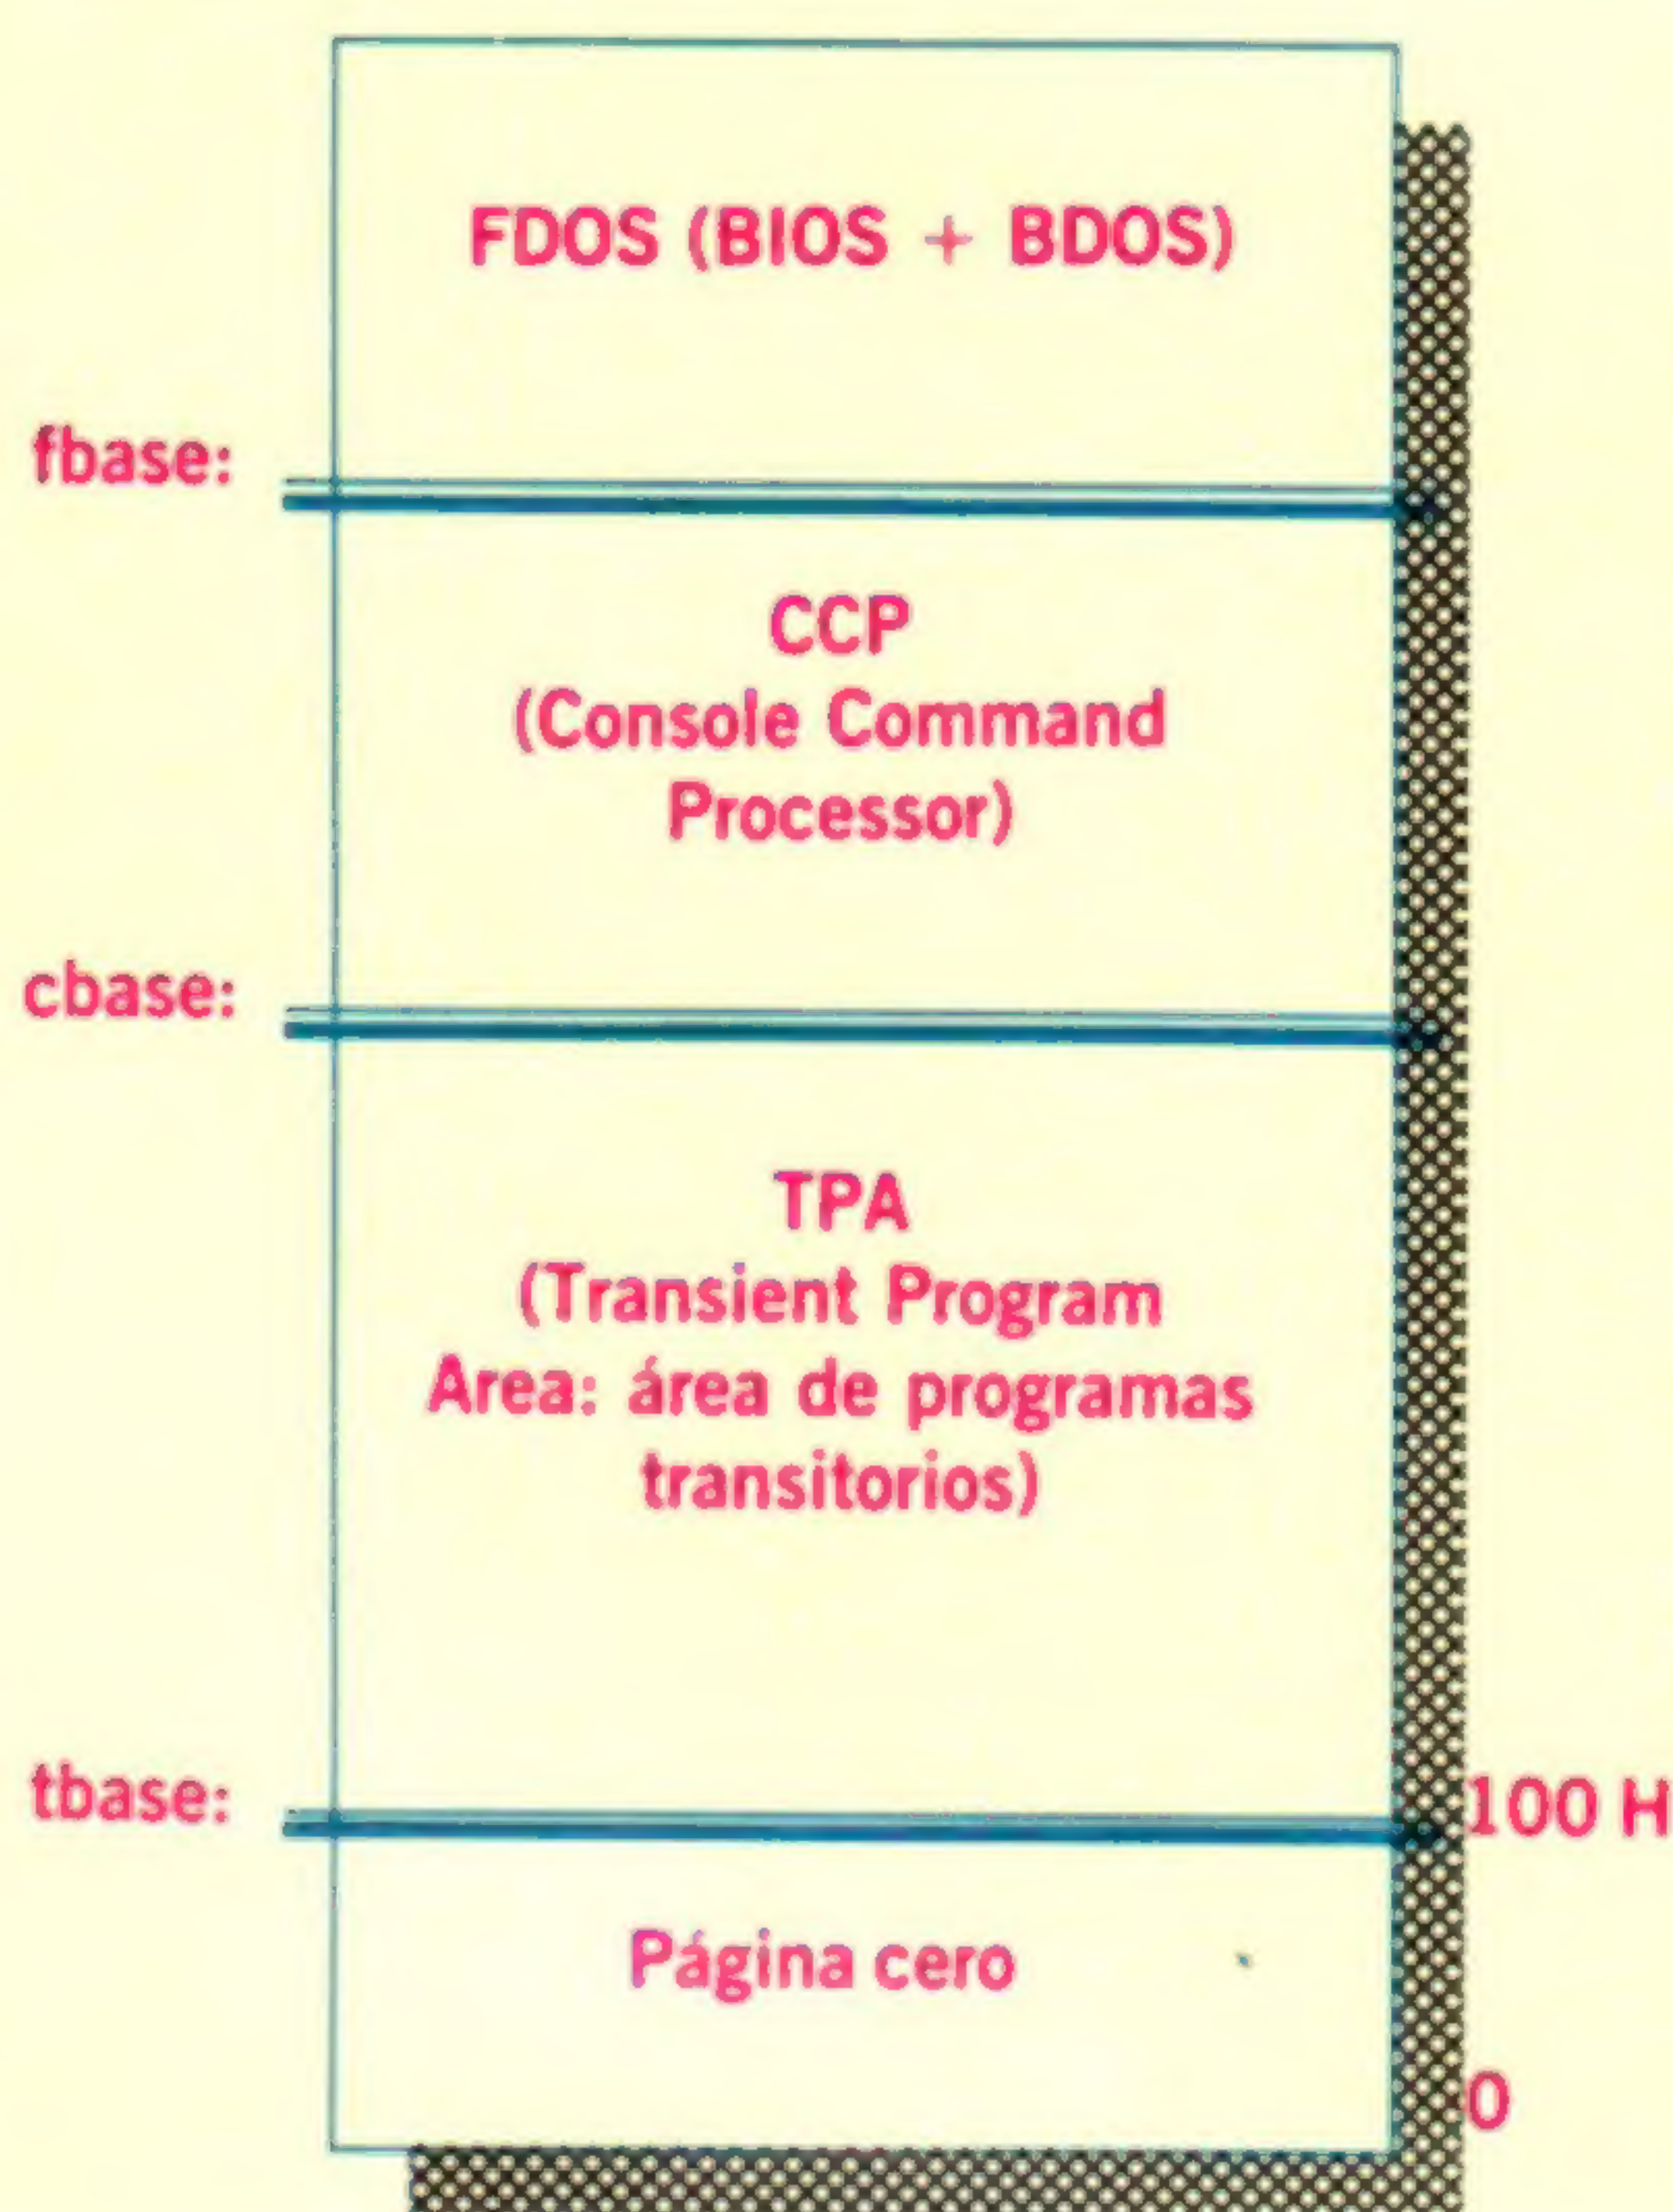 FDOS (BIOS + BDOS)
fbase:
CCP
(Console Command
Processor)
cbase:
TPA
(Transient Program
Area: área de programas
transitorios)
tbase:
100 H
Página cero
0